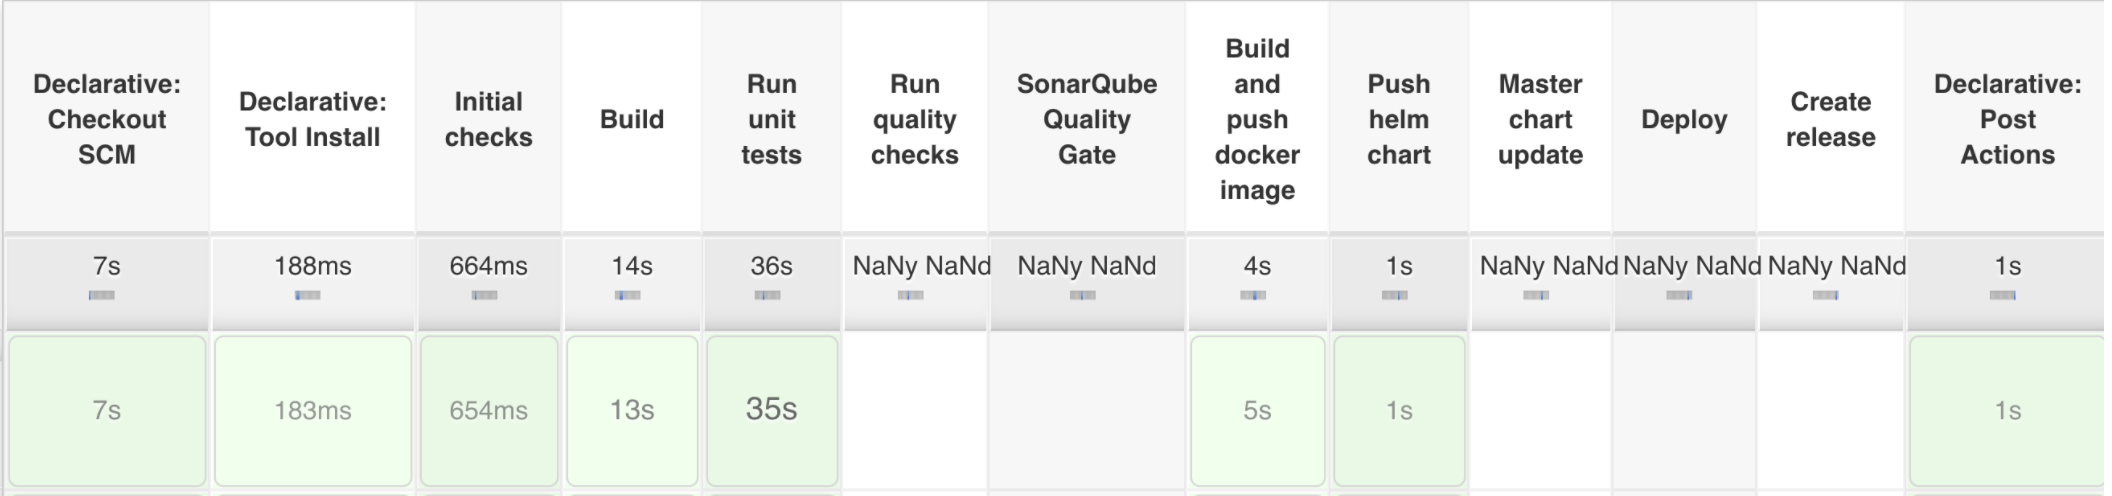 Declarative:
Checkout
SCM
Declarative:
Tool Install
Initial
checks
Build
Run
unit
tests
Run
quality
checks
SonarQube
Quality
Gate
Build
and
push
docker
image
Push
helm
chart
Master
chart
update
Deploy
Create
release
Declarative:
Post
Actions
7s
188ms
664ms
14s
36s
NaNy NaNd
NaNy NaNd
4s
1s
NaNy NaNd
NaNy NaNd
NaNy NaNd
1s
7s
183ms
654ms
13s
35s
5s
1s
1s